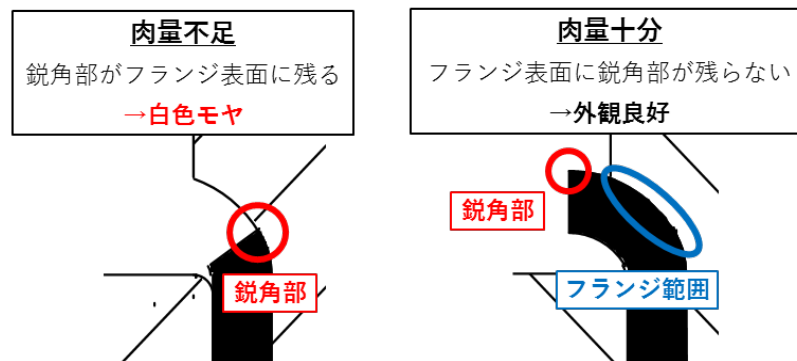 肉量不足
鋭角部がフランジ表面に残る
→白色モヤ
鋭角部
肉量十分
フランジ表面に鋭角部が残らない
→外観良好
鋭角部
フランジ範囲